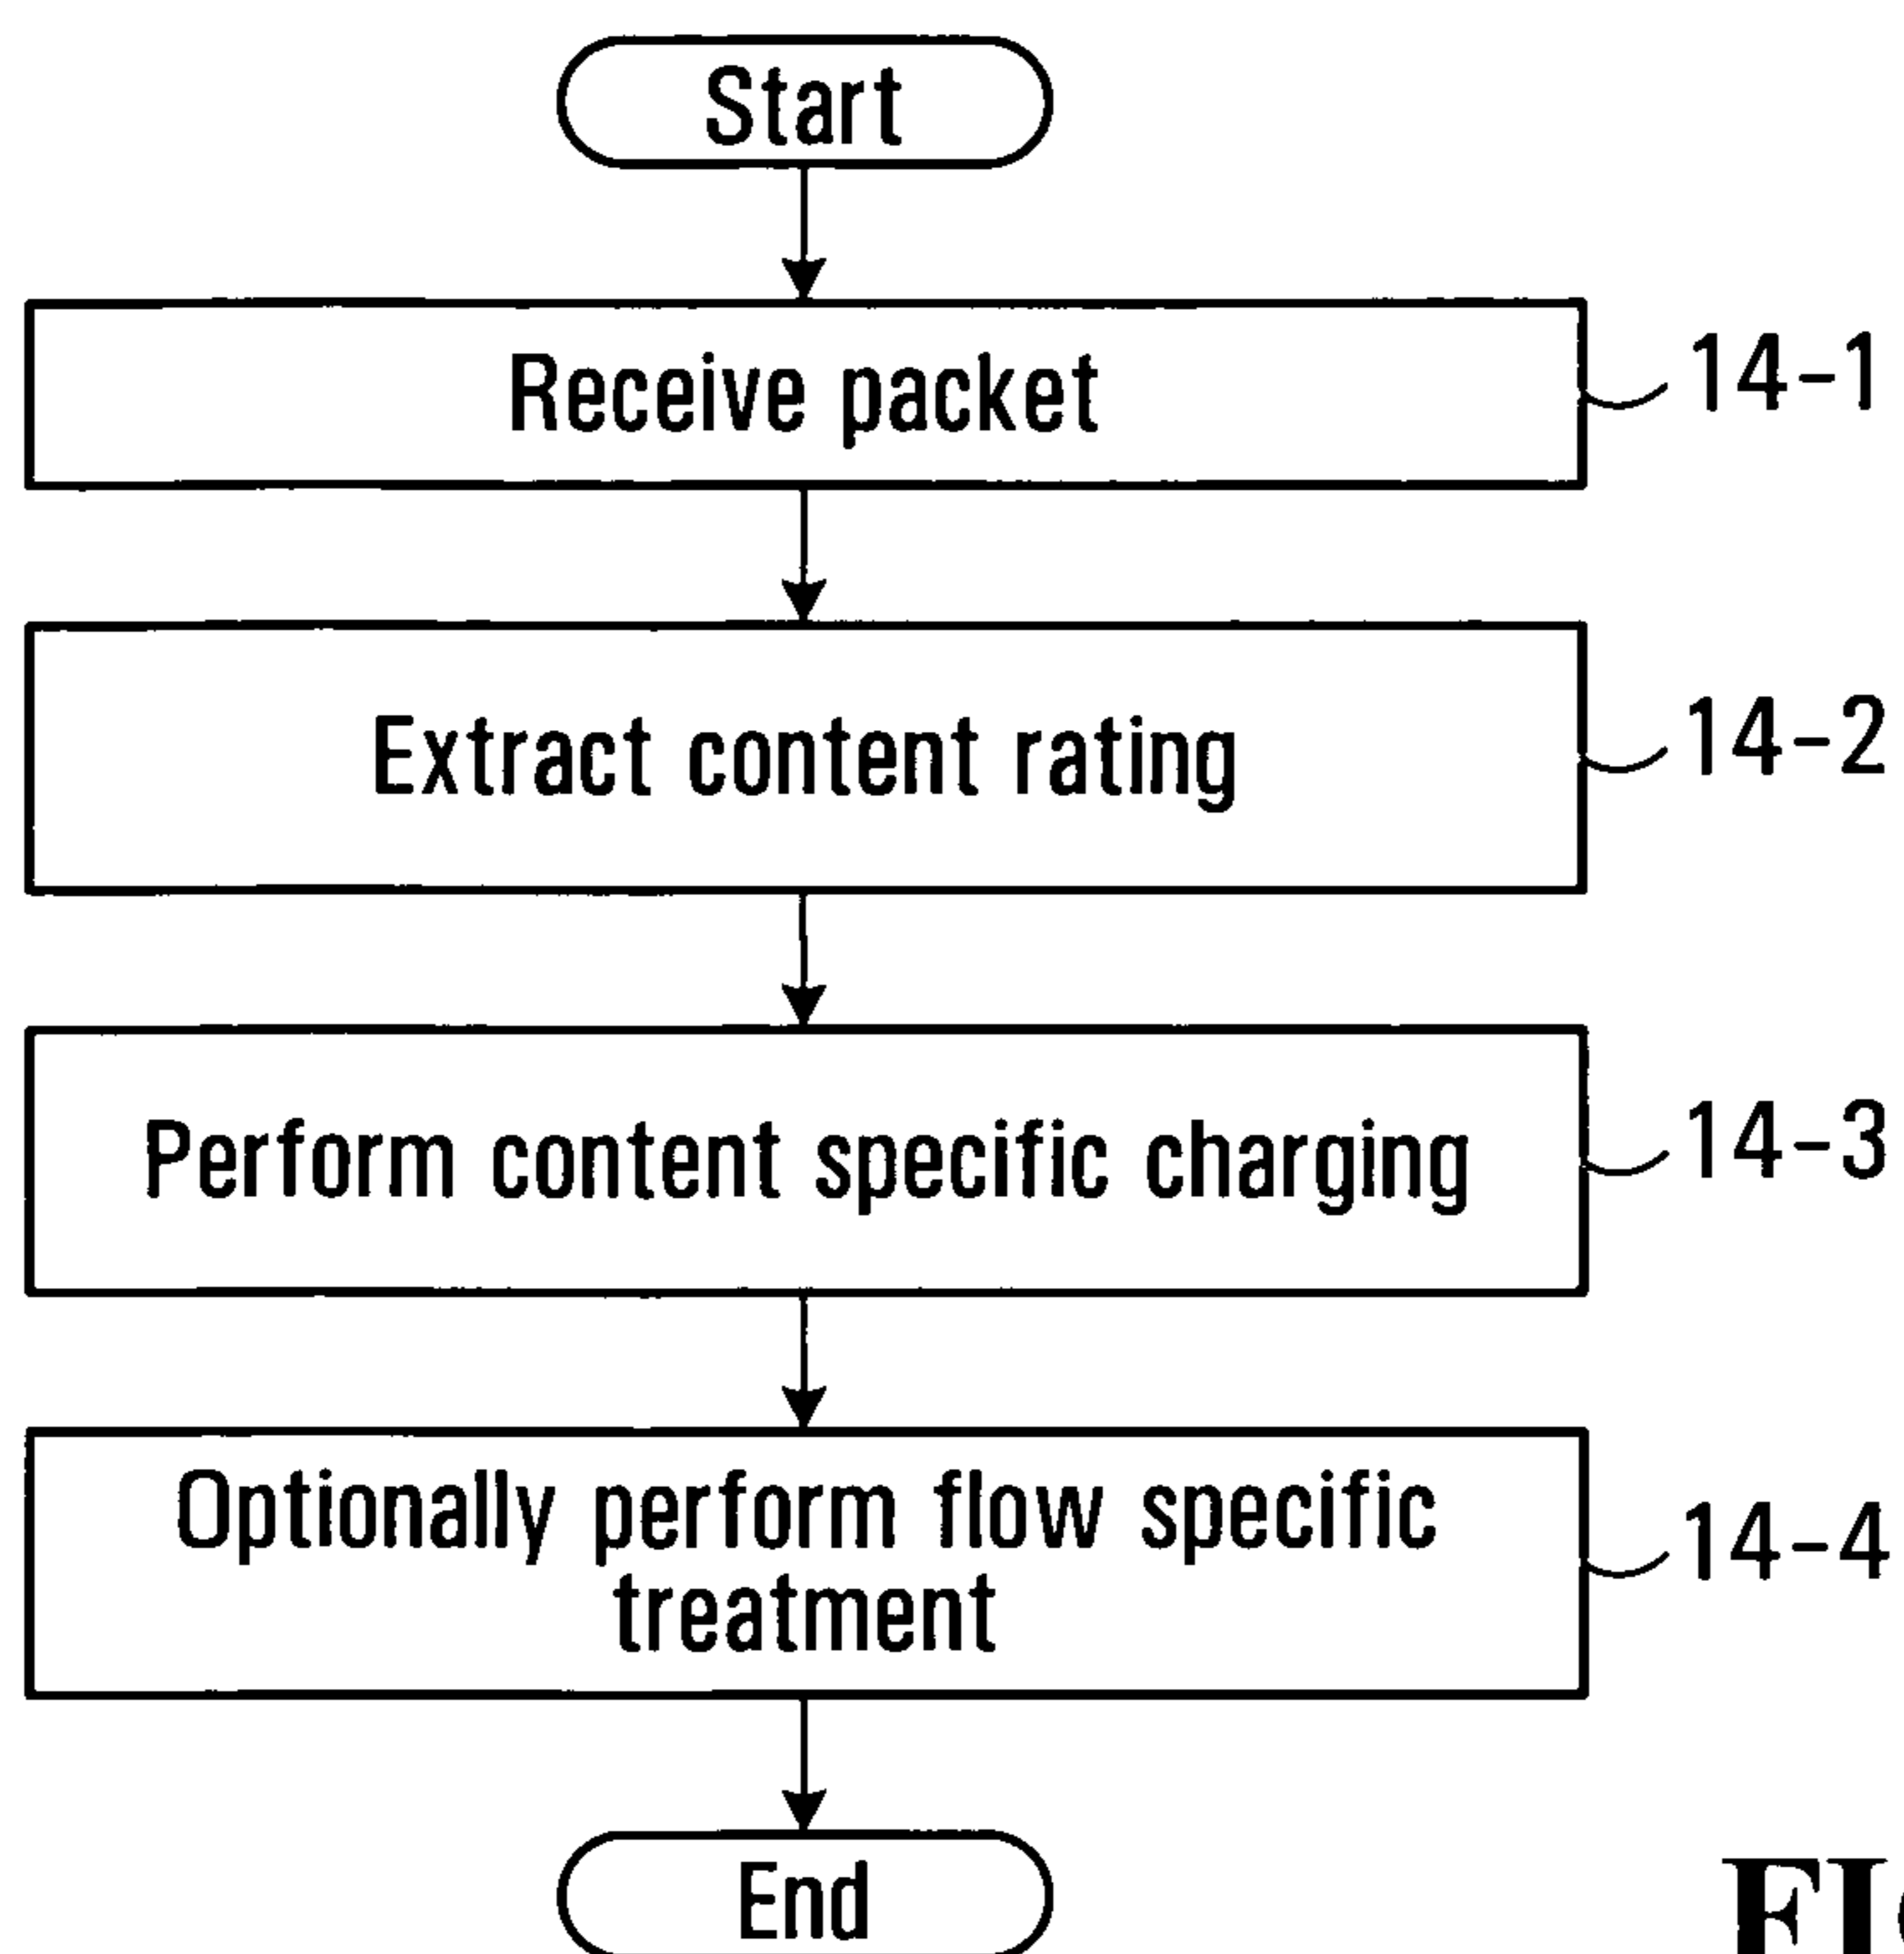 Start
Receive packet
14-1
Extract content rating
14-2
Perform content specific charging
14-3
Optionally perform flow specific
treatment
14-4
End